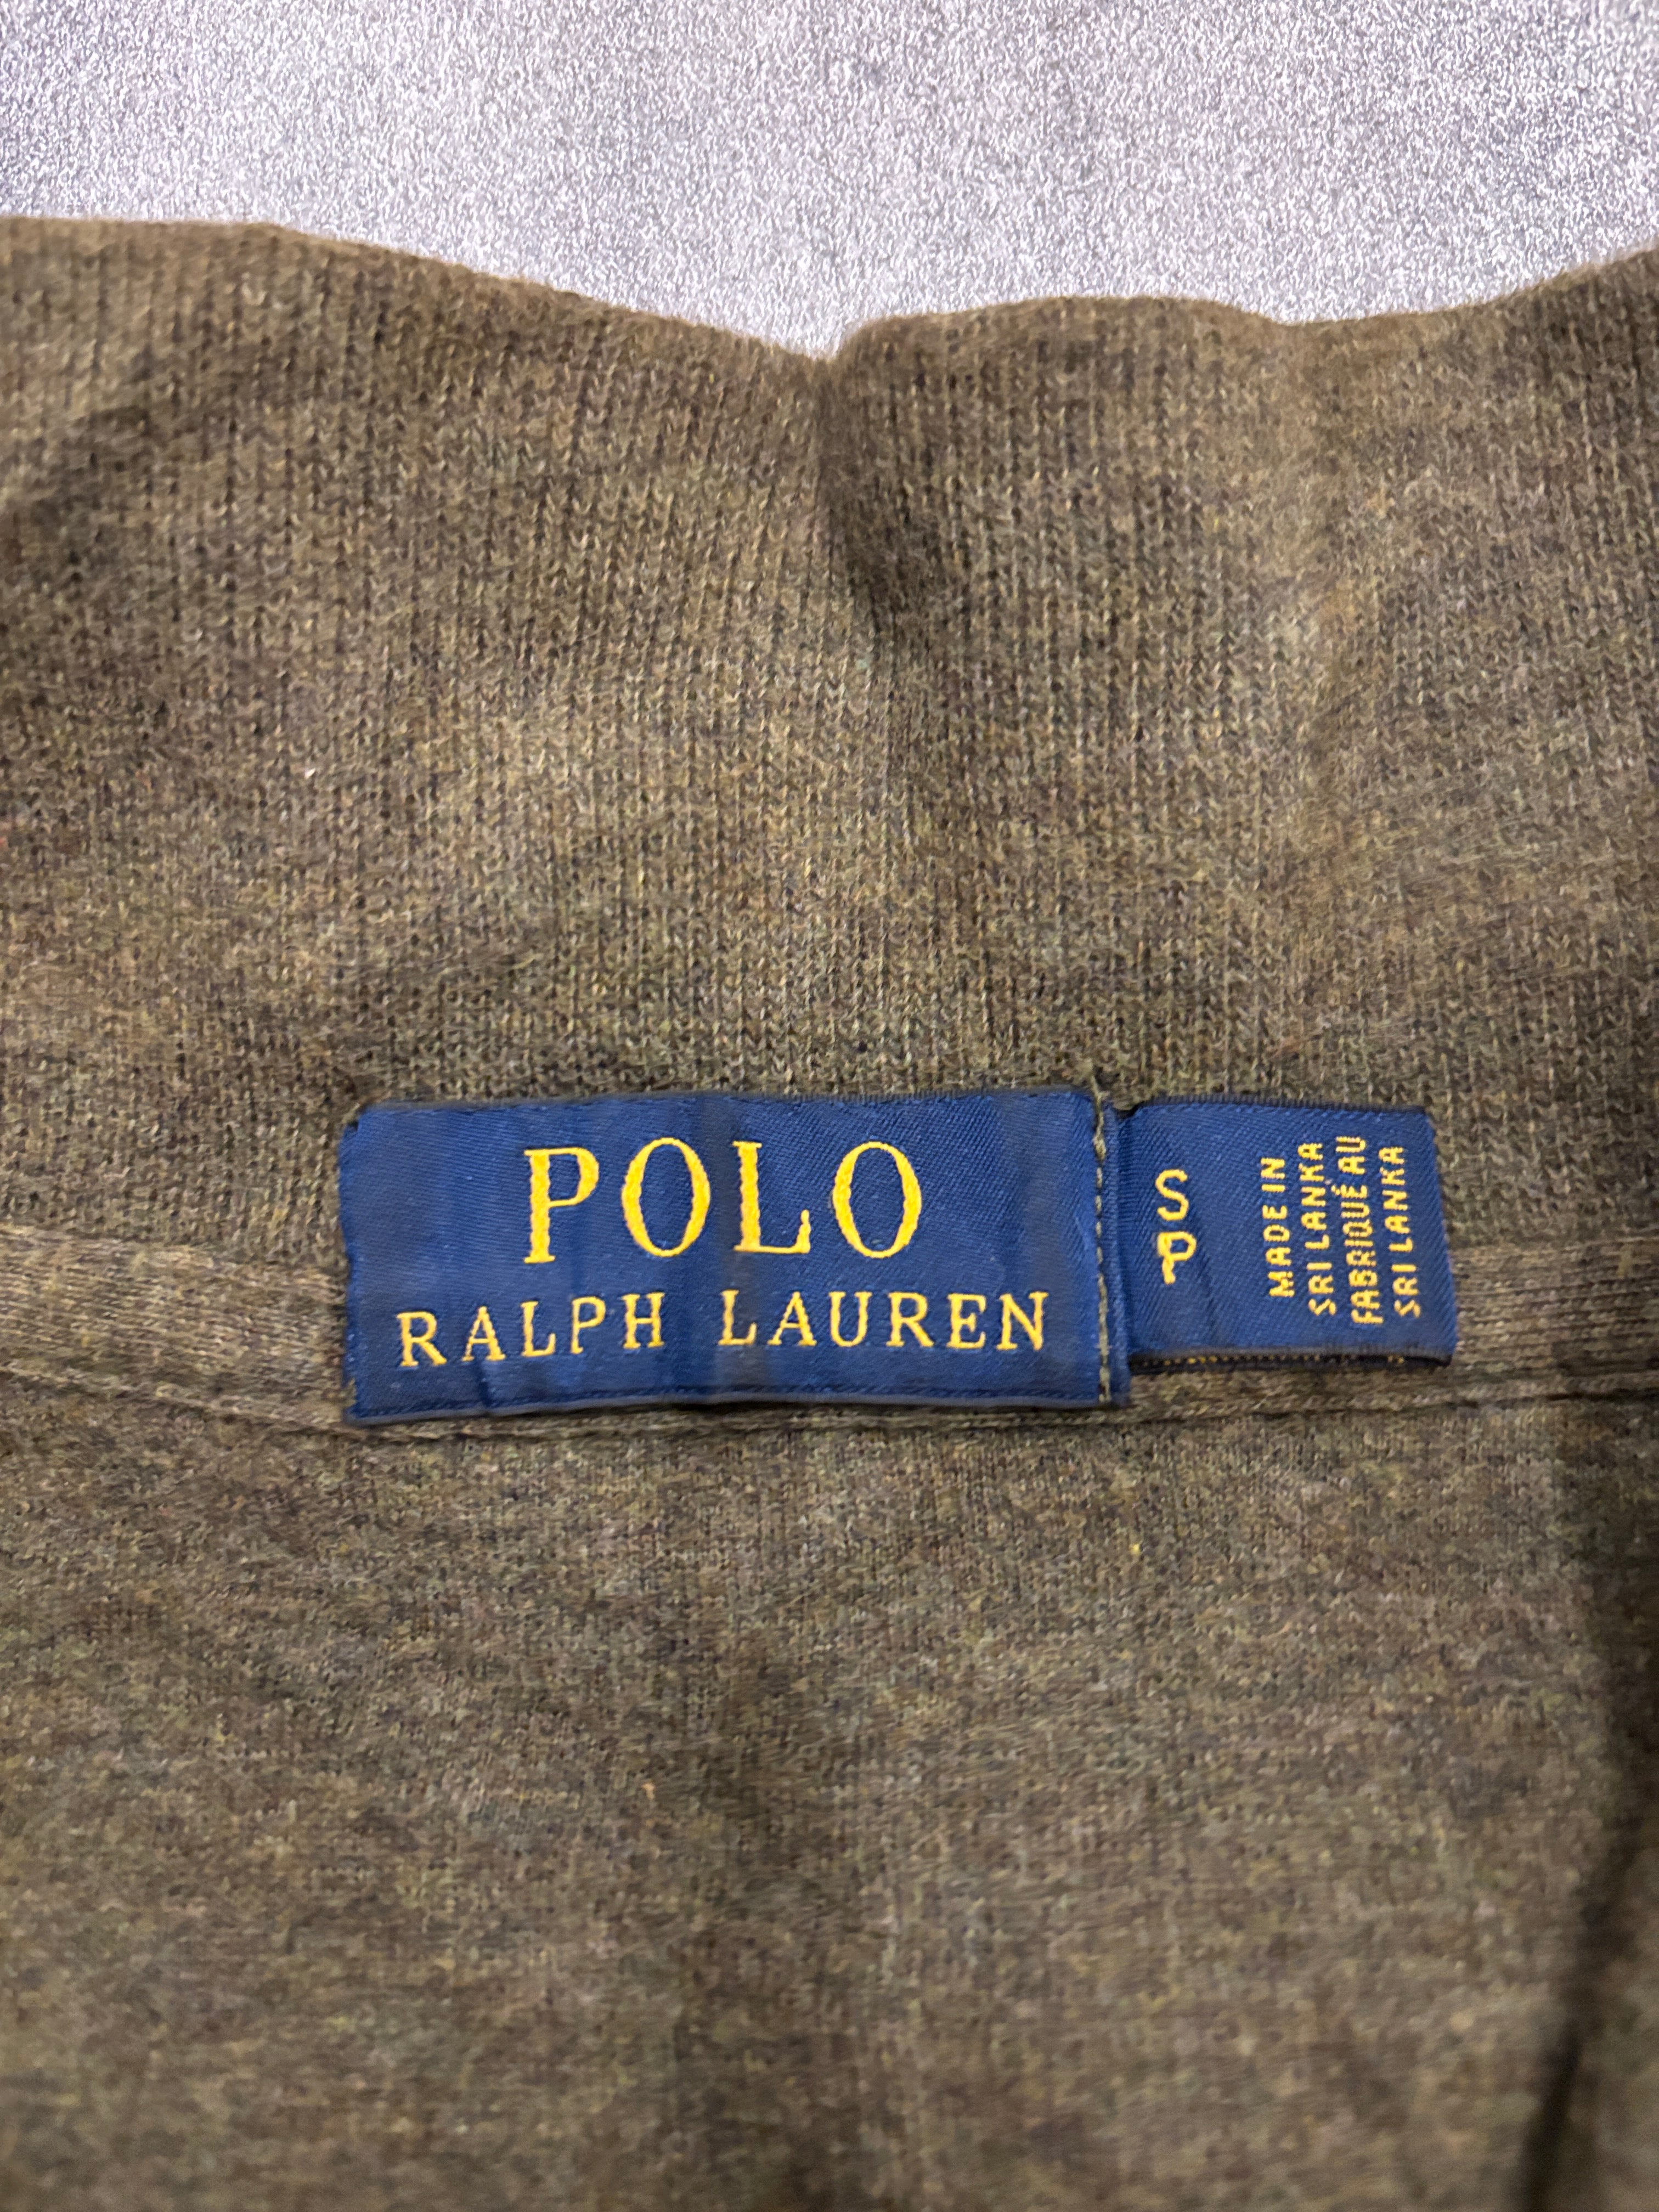 POLO
RALPH LAUREN
S
P
MADE IN
SRI LANKA
FABRIQUÉ AU
SRI LANKA